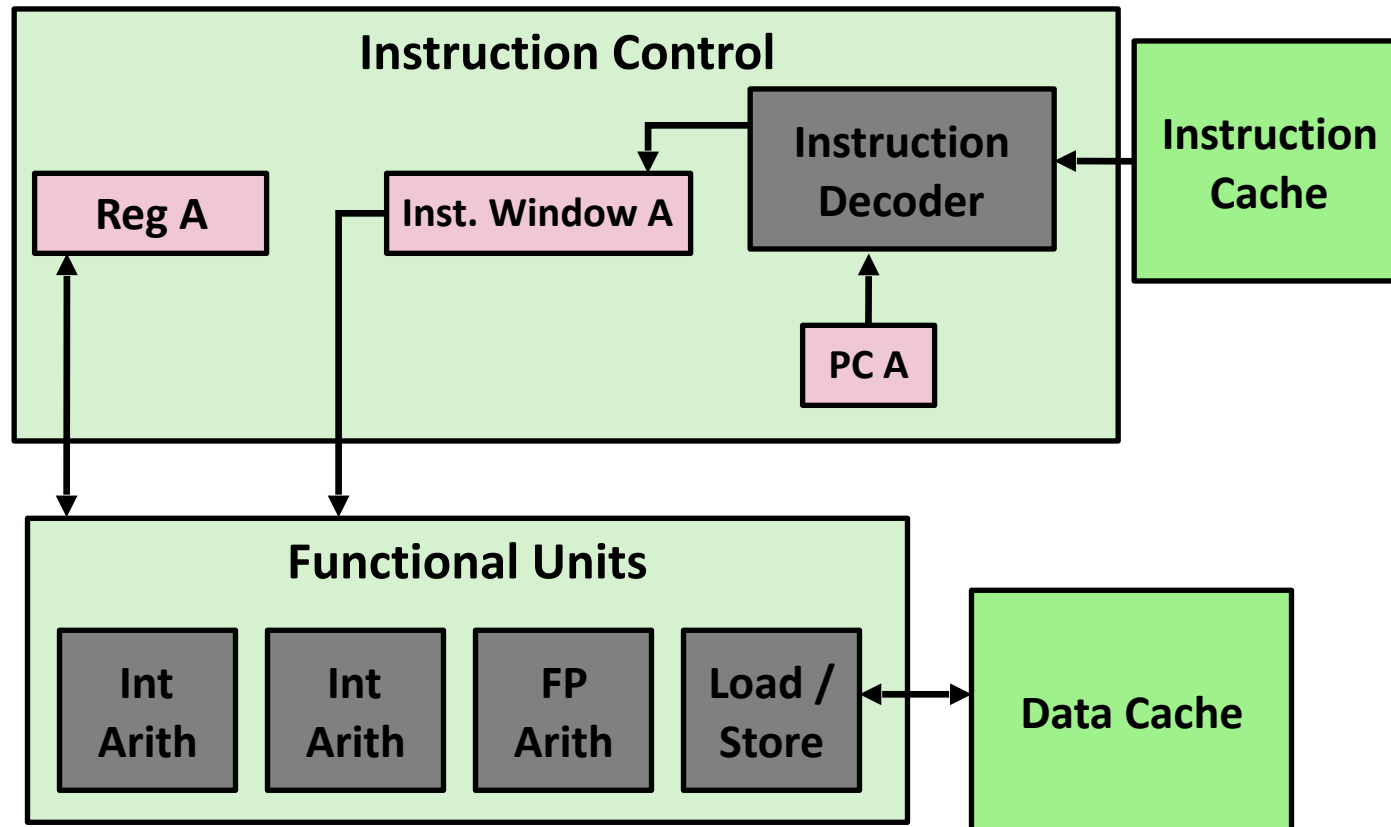 Instruction Control
Instruction
Decoder
Instruction
Cache
Reg A
Inst. Window A
PC A
Functional Units
Int
Arith
Int
Arith
FP
Arith
Load /
Store
Data Cache